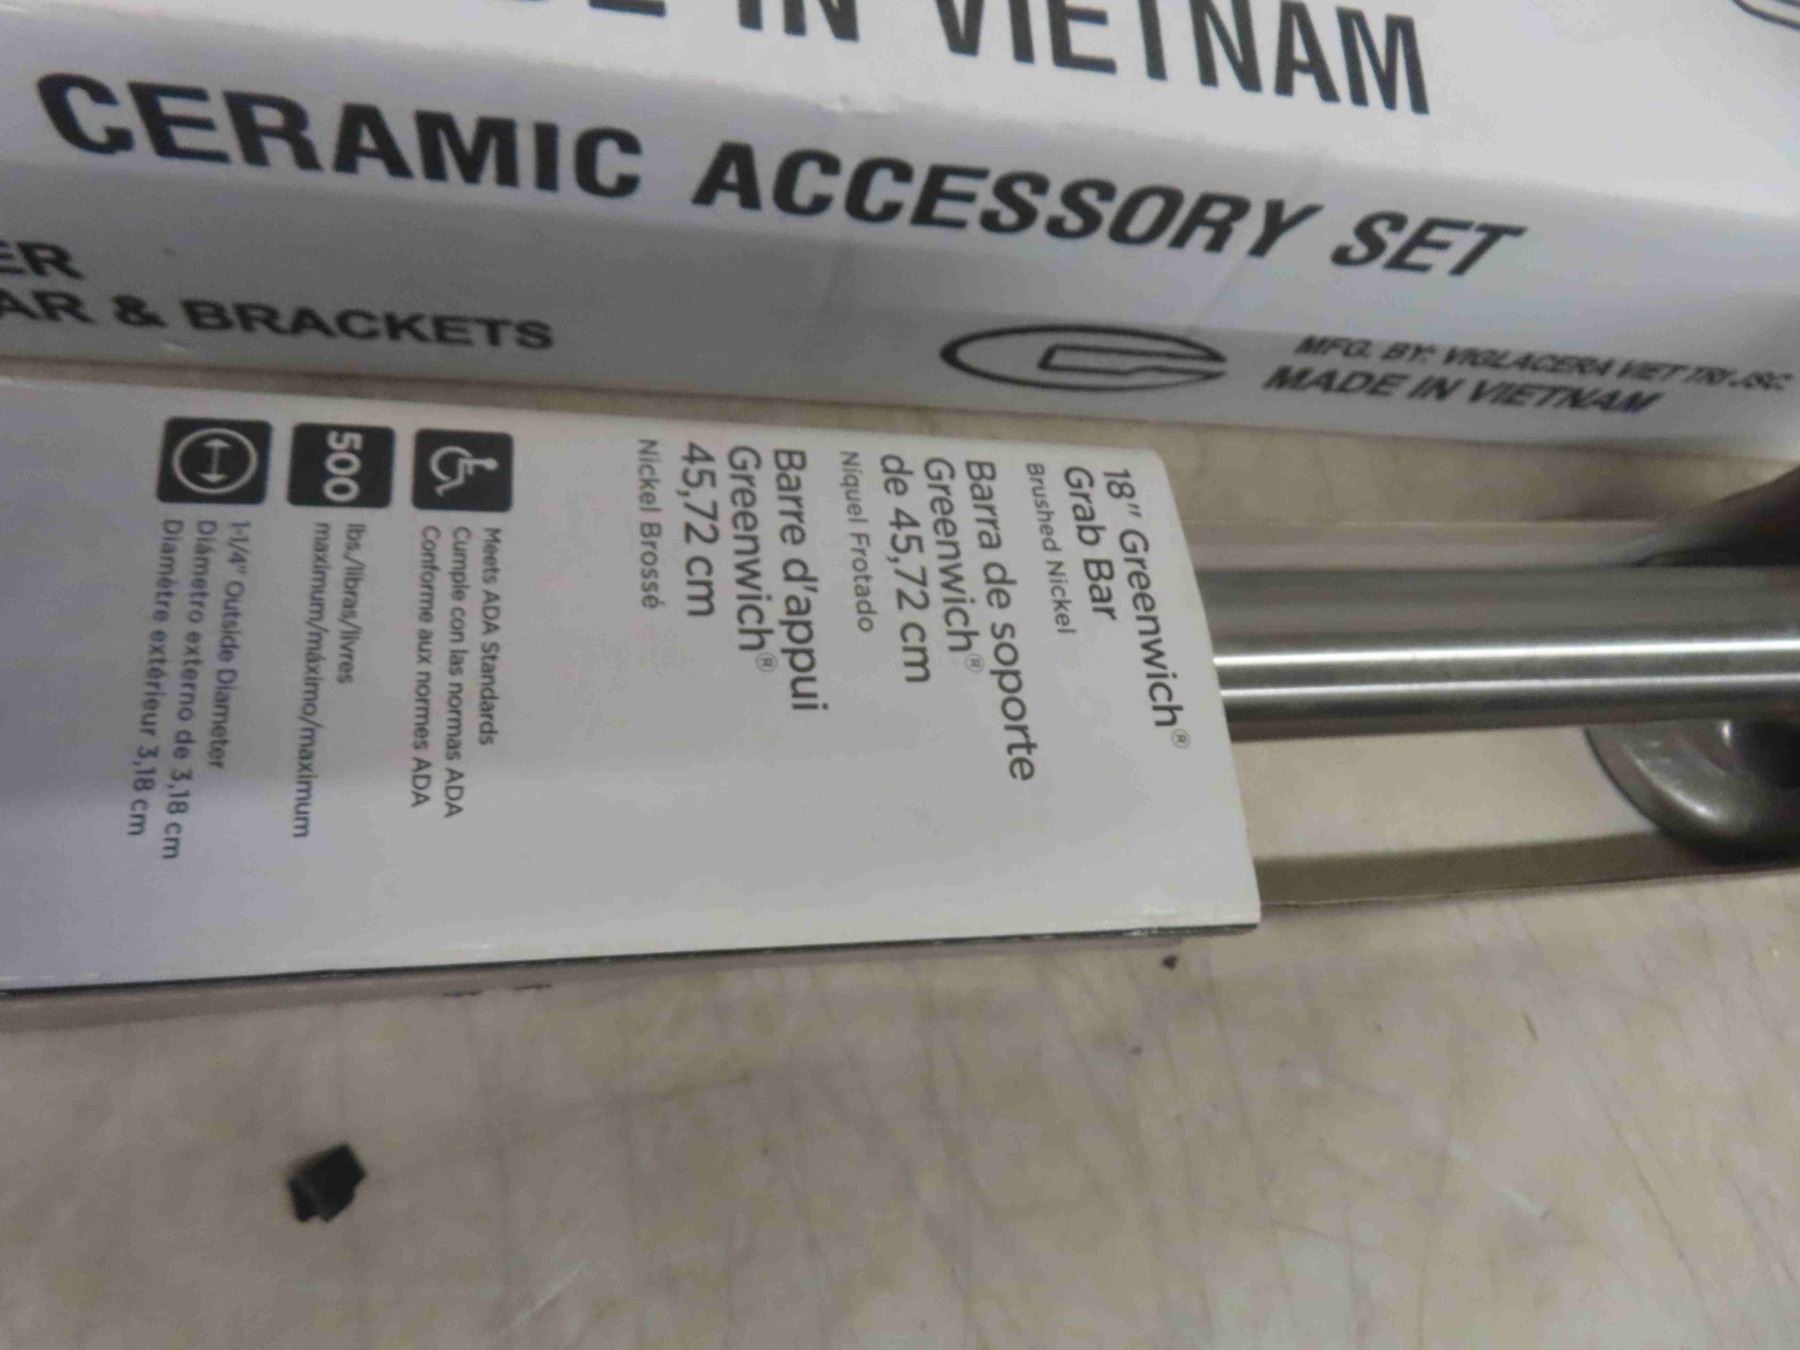 IN VIETNAM
CERAMIC ACCESSORY SET
& BRACKETS
MFG. BY: VIGLACERA VIET TRI JSC
MADE IN VIETNAM
18" Greenwich®
Grab Bar
Brushed Nickel
Barra de soporte
Greenwich®
de 45,72 cm
Níquel Frotado
Barre d'appui
Greenwich®
45,72 cm
Nickel Brossé
Meets ADA Standards
Cumple con las normas ADA
Conforme aux normes ADA
500
lbs./libras/livres
maximum/máximo/maximum
1-1/4" Outside Diameter
Diámetro externo de 3,18 cm
Diamètre extérieur 3,18 cm